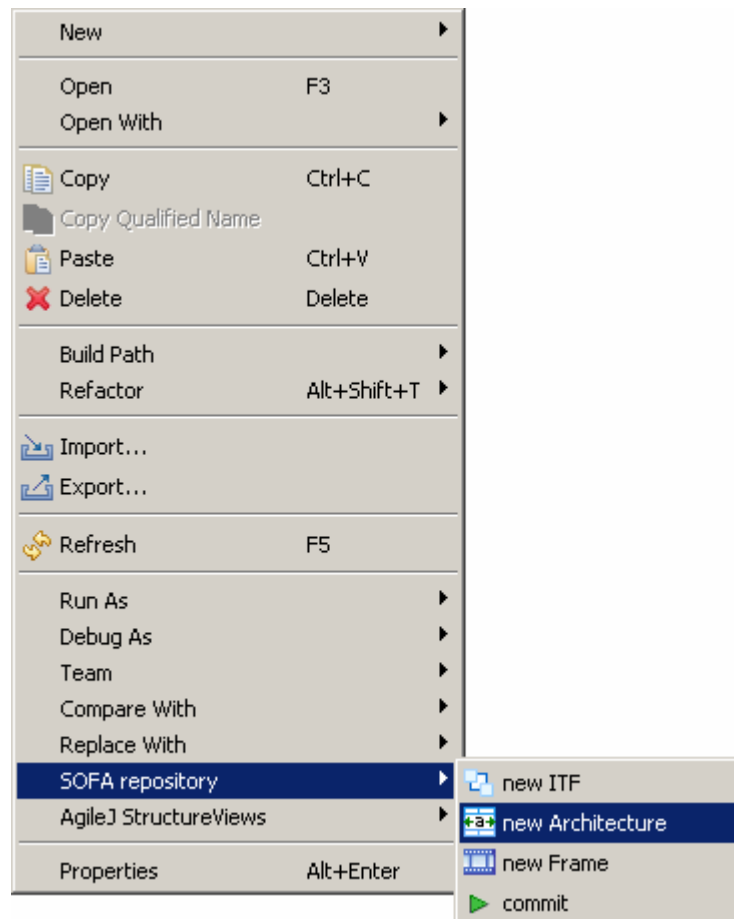 New
Open F3
Open With
Copy Ctrl+C
Copy Qualified Name
Paste Ctrl+V
Delete Delete
Build Path
Refactor Alt+Shift+T
Import...
Export...
Refresh F5
Run As
Debug As
Team
Compare With
Replace With
SOFA repository
AgileJ StructureViews
Properties Alt+Enter
new ITF
+a+ new Architecture
new Frame
commit